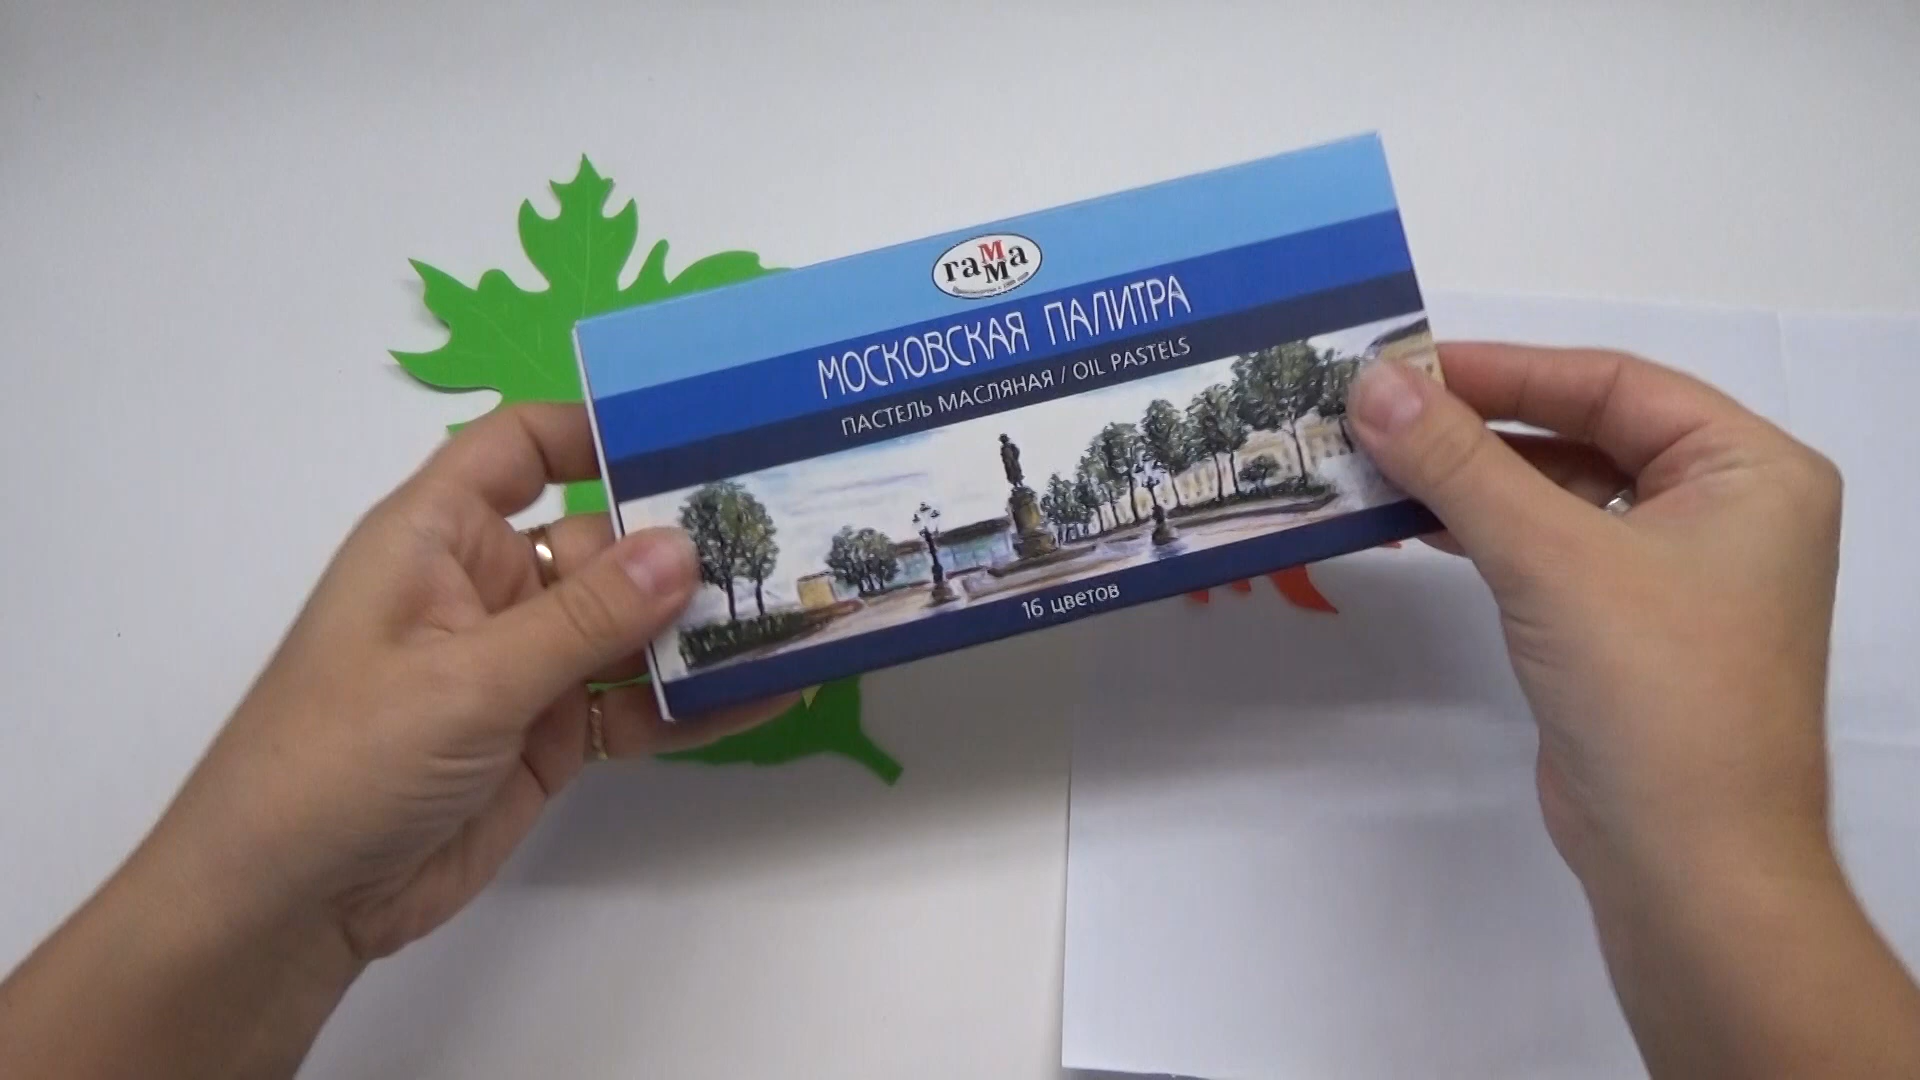 гаММа
МОСКОВСКАЯ ПАЛИТРА
ПАСТЕЛЬ МАСЛЯНАЯ / OIL PASTELS
16 цветов